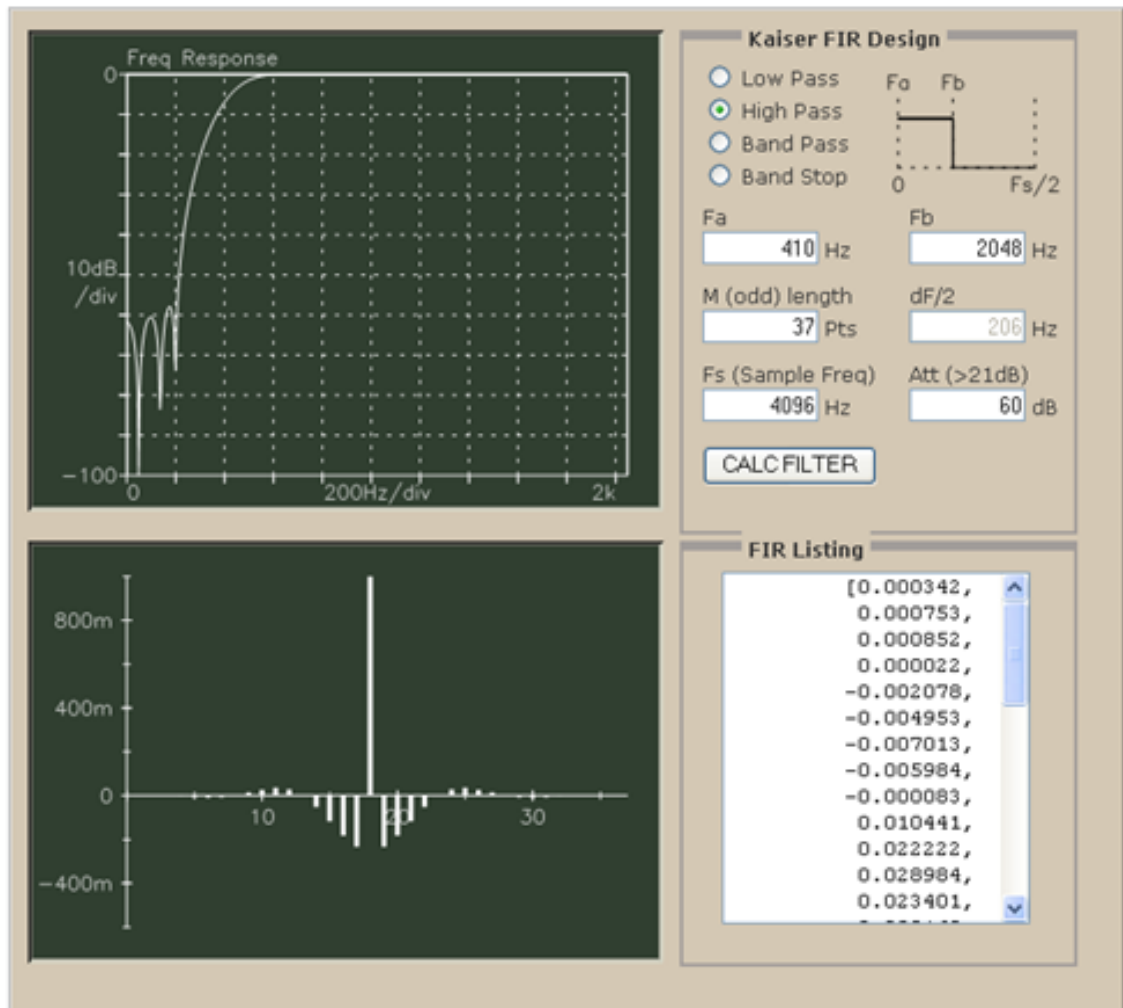 Freq Response
0
10dB
/div
-100
0
200Hz/div
2k
Kaiser FIR Design
Low Pass
High Pass
Band Pass
Band Stop
Fa Fb
0 Fs/2
Fa Fb
410 Hz 2048 Hz
M (odd) length dF/2
37 Pts 206 Hz
Fs (Sample Freq) Att (>21dB)
4096 Hz 60 dB
CALC FILTER
800m
400m
0
-400m
10 20 30
FIR Listing
[0.000342,
0.000753,
0.000852,
0.000022,
-0.002078,
-0.004953,
-0.007013,
-0.005984,
-0.000083,
0.010441,
0.022222,
0.028984,
0.023401,